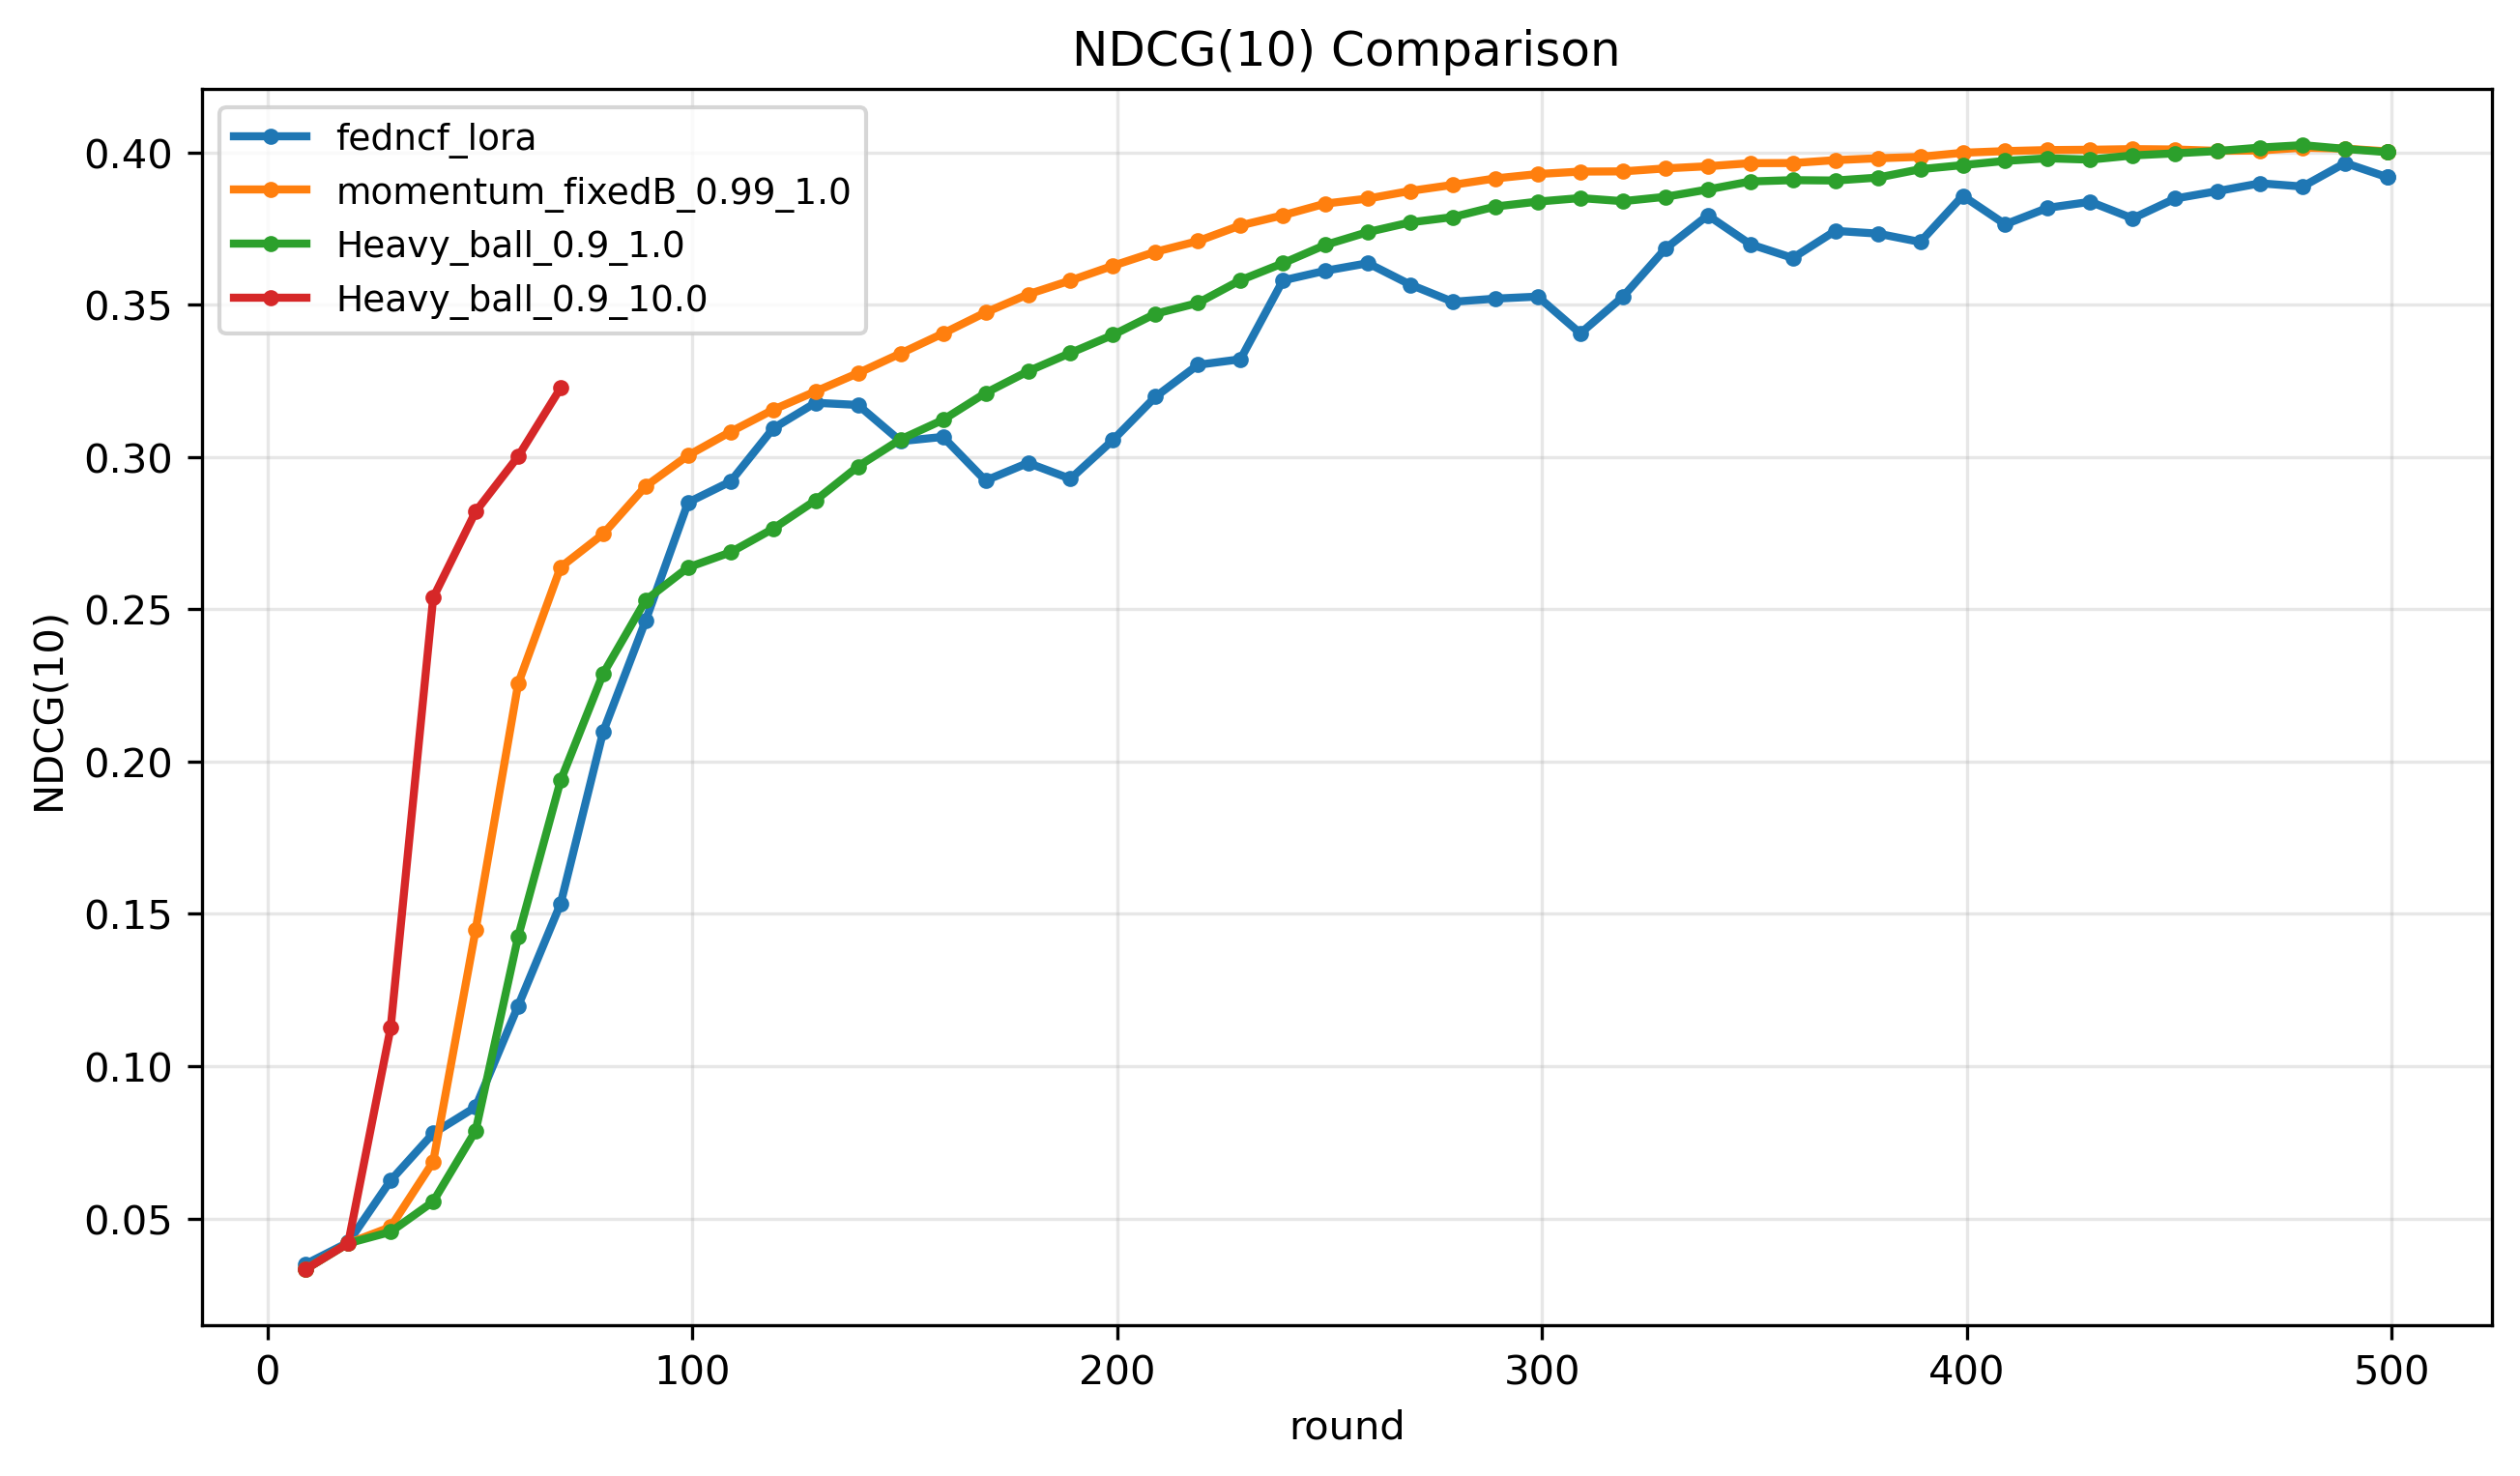 NDCG(10) Comparison
fedncf_lora
momentum_fixedB_0.99_1.0
Heavy_ball_0.9_1.0
Heavy_ball_0.9_10.0
0.40
0.35
0.30
0.25
0.20
0.15
0.10
0.05
NDCG(10)
0 100 200 300 400 500
round